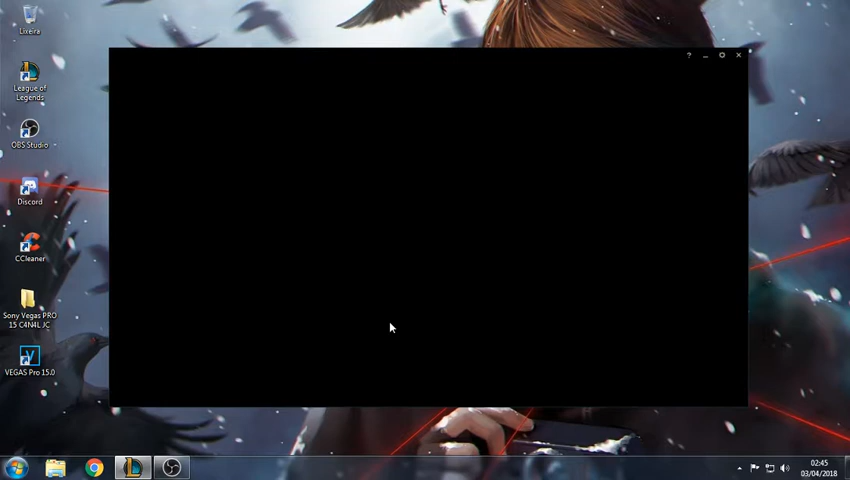 Lixeira
League of
Legends
OBS Studio
Discord
CCleaner
Sony Vegas PRO
15 C4N4L JC
VEGAS Pro 15.0
?
02:45
03/04/2018